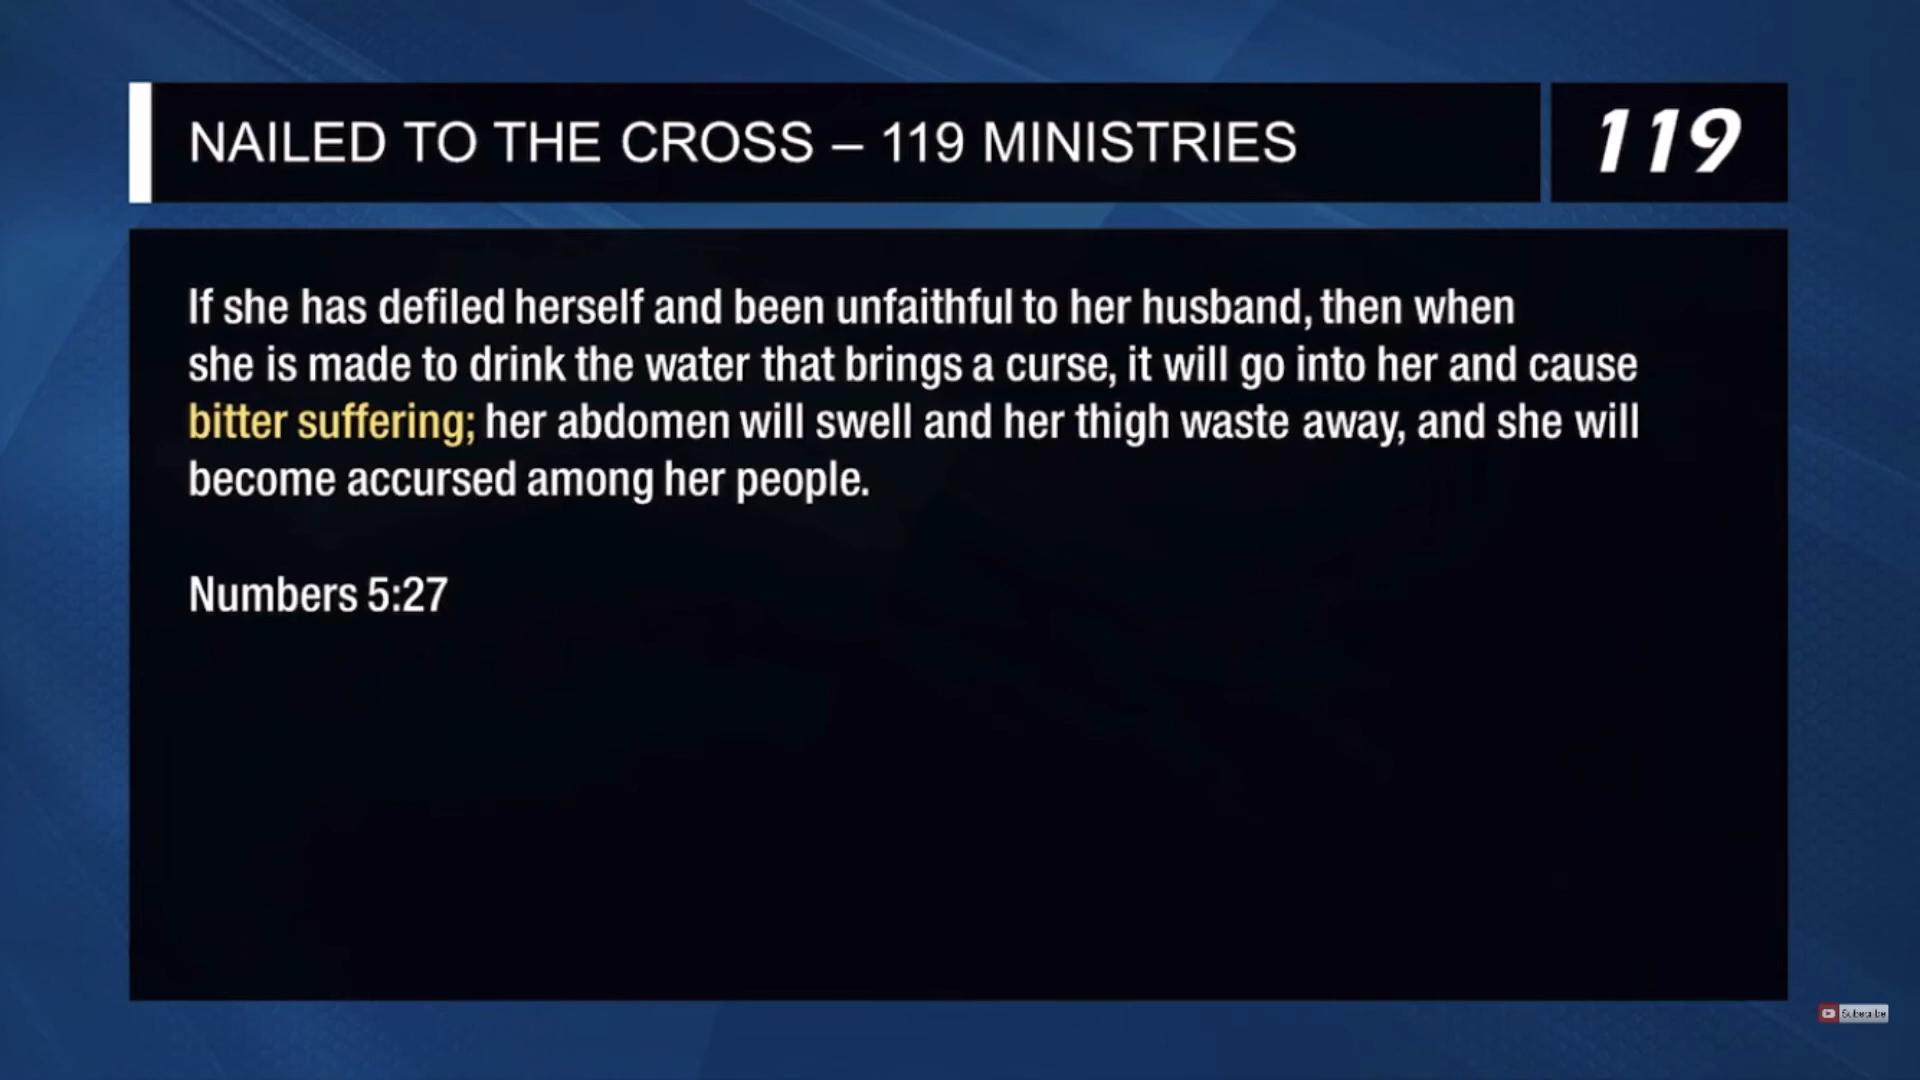 NAILED TO THE CROSS – 119 MINISTRIES
119
If she has defiled herself and been unfaithful to her husband, then when
she is made to drink the water that brings a curse, it will go into her and cause
bitter suffering; her abdomen will swell and her thigh waste away, and she will
become accursed among her people.
Numbers 5:27
Subscribe